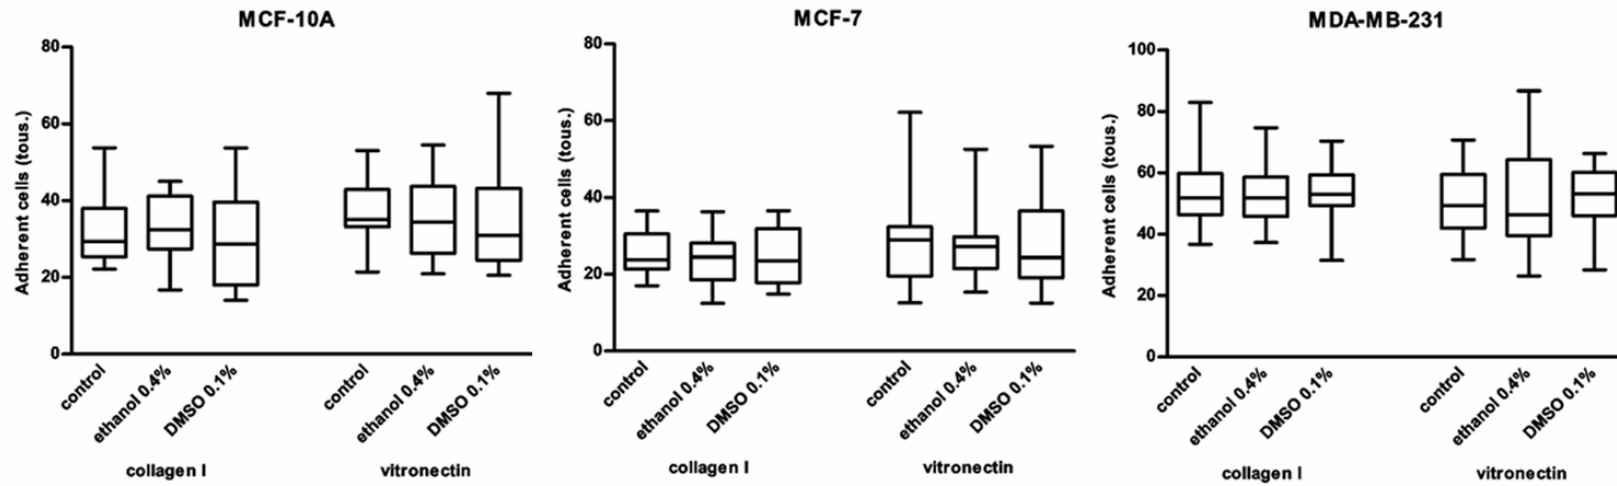 MCF-10A
Adherent cells (tous.)
80
60
40
20
0
control
ethanol 0.4%
DMSO 0.1%
control
ethanol 0.4%
DMSO 0.1%
collagen I
vitronectin
MCF-7
Adherent cells (tous.)
80
60
40
20
0
control
ethanol 0.4%
DMSO 0.1%
control
ethanol 0.4%
DMSO 0.1%
collagen I
vitronectin
MDA-MB-231
Adherent cells (tous.)
100
80
60
40
20
0
control
ethanol 0.4%
DMSO 0.1%
control
ethanol 0.4%
DMSO 0.1%
collagen I
vitronectin